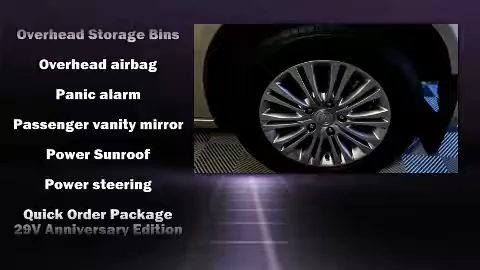 Overhead Storage Bins
Overhead airbag
Panic alarm
Passenger vanity mirror
Power Sunroof
Power steering
Quick Order Package
29V Anniversary Edition